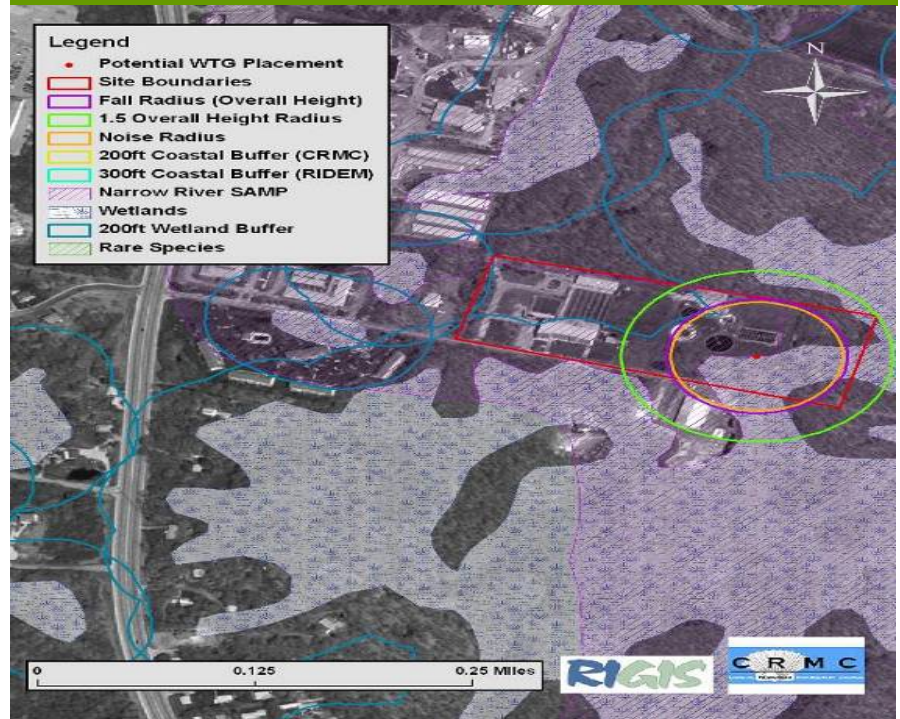 Legend
Potential WTG Placement
Site Boundaries
Fall Radius (Overall Height)
1.5 Overall Height Radius
Noise Radius
200ft Coastal Buffer (CRMC)
300ft Coastal Buffer (RIDEM)
Narrow River SAMP
Wetlands
200ft Wetland Buffer
Rare Species
N
0 0.125 0.25 Miles
RIGIS
CRMC